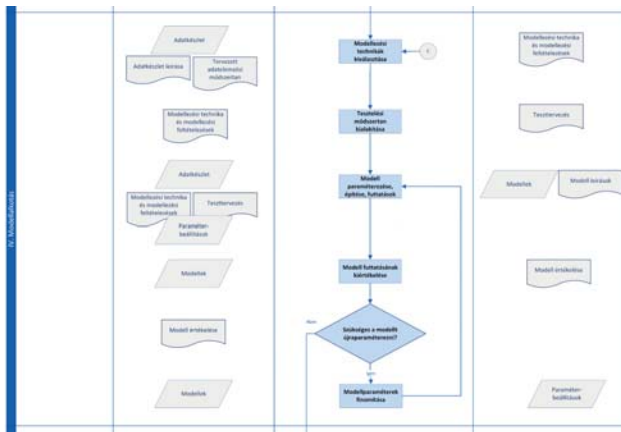 IV. Modellalkotás
Adatkészlet
Adatkészlet leírása
Tervezett
adatelemzési
módszertan
Modellezési technika
és modellezési
feltételezések
Adatkészlet
Modellezési technika
és modellezési
feltételezések
Teszttervezés
Paraméter-
beállítások
Modellek
Modell értékelése
Modellek
Modellezési
technikák
kiválasztása
Tesztelési
módszertan
kialakítása
Modell
paraméterezése,
építése, futtatások
Modell futtatásának
kiértékelése
Szükséges a modellt
újraparaméterezni?
Nem
Igen
Modellparaméterek
finomítása
Modellezési technika
és modellezési
feltételezések
Teszttervezés
Modellek
Modell leírások
Modell értékelése
Paraméter-
beállítások